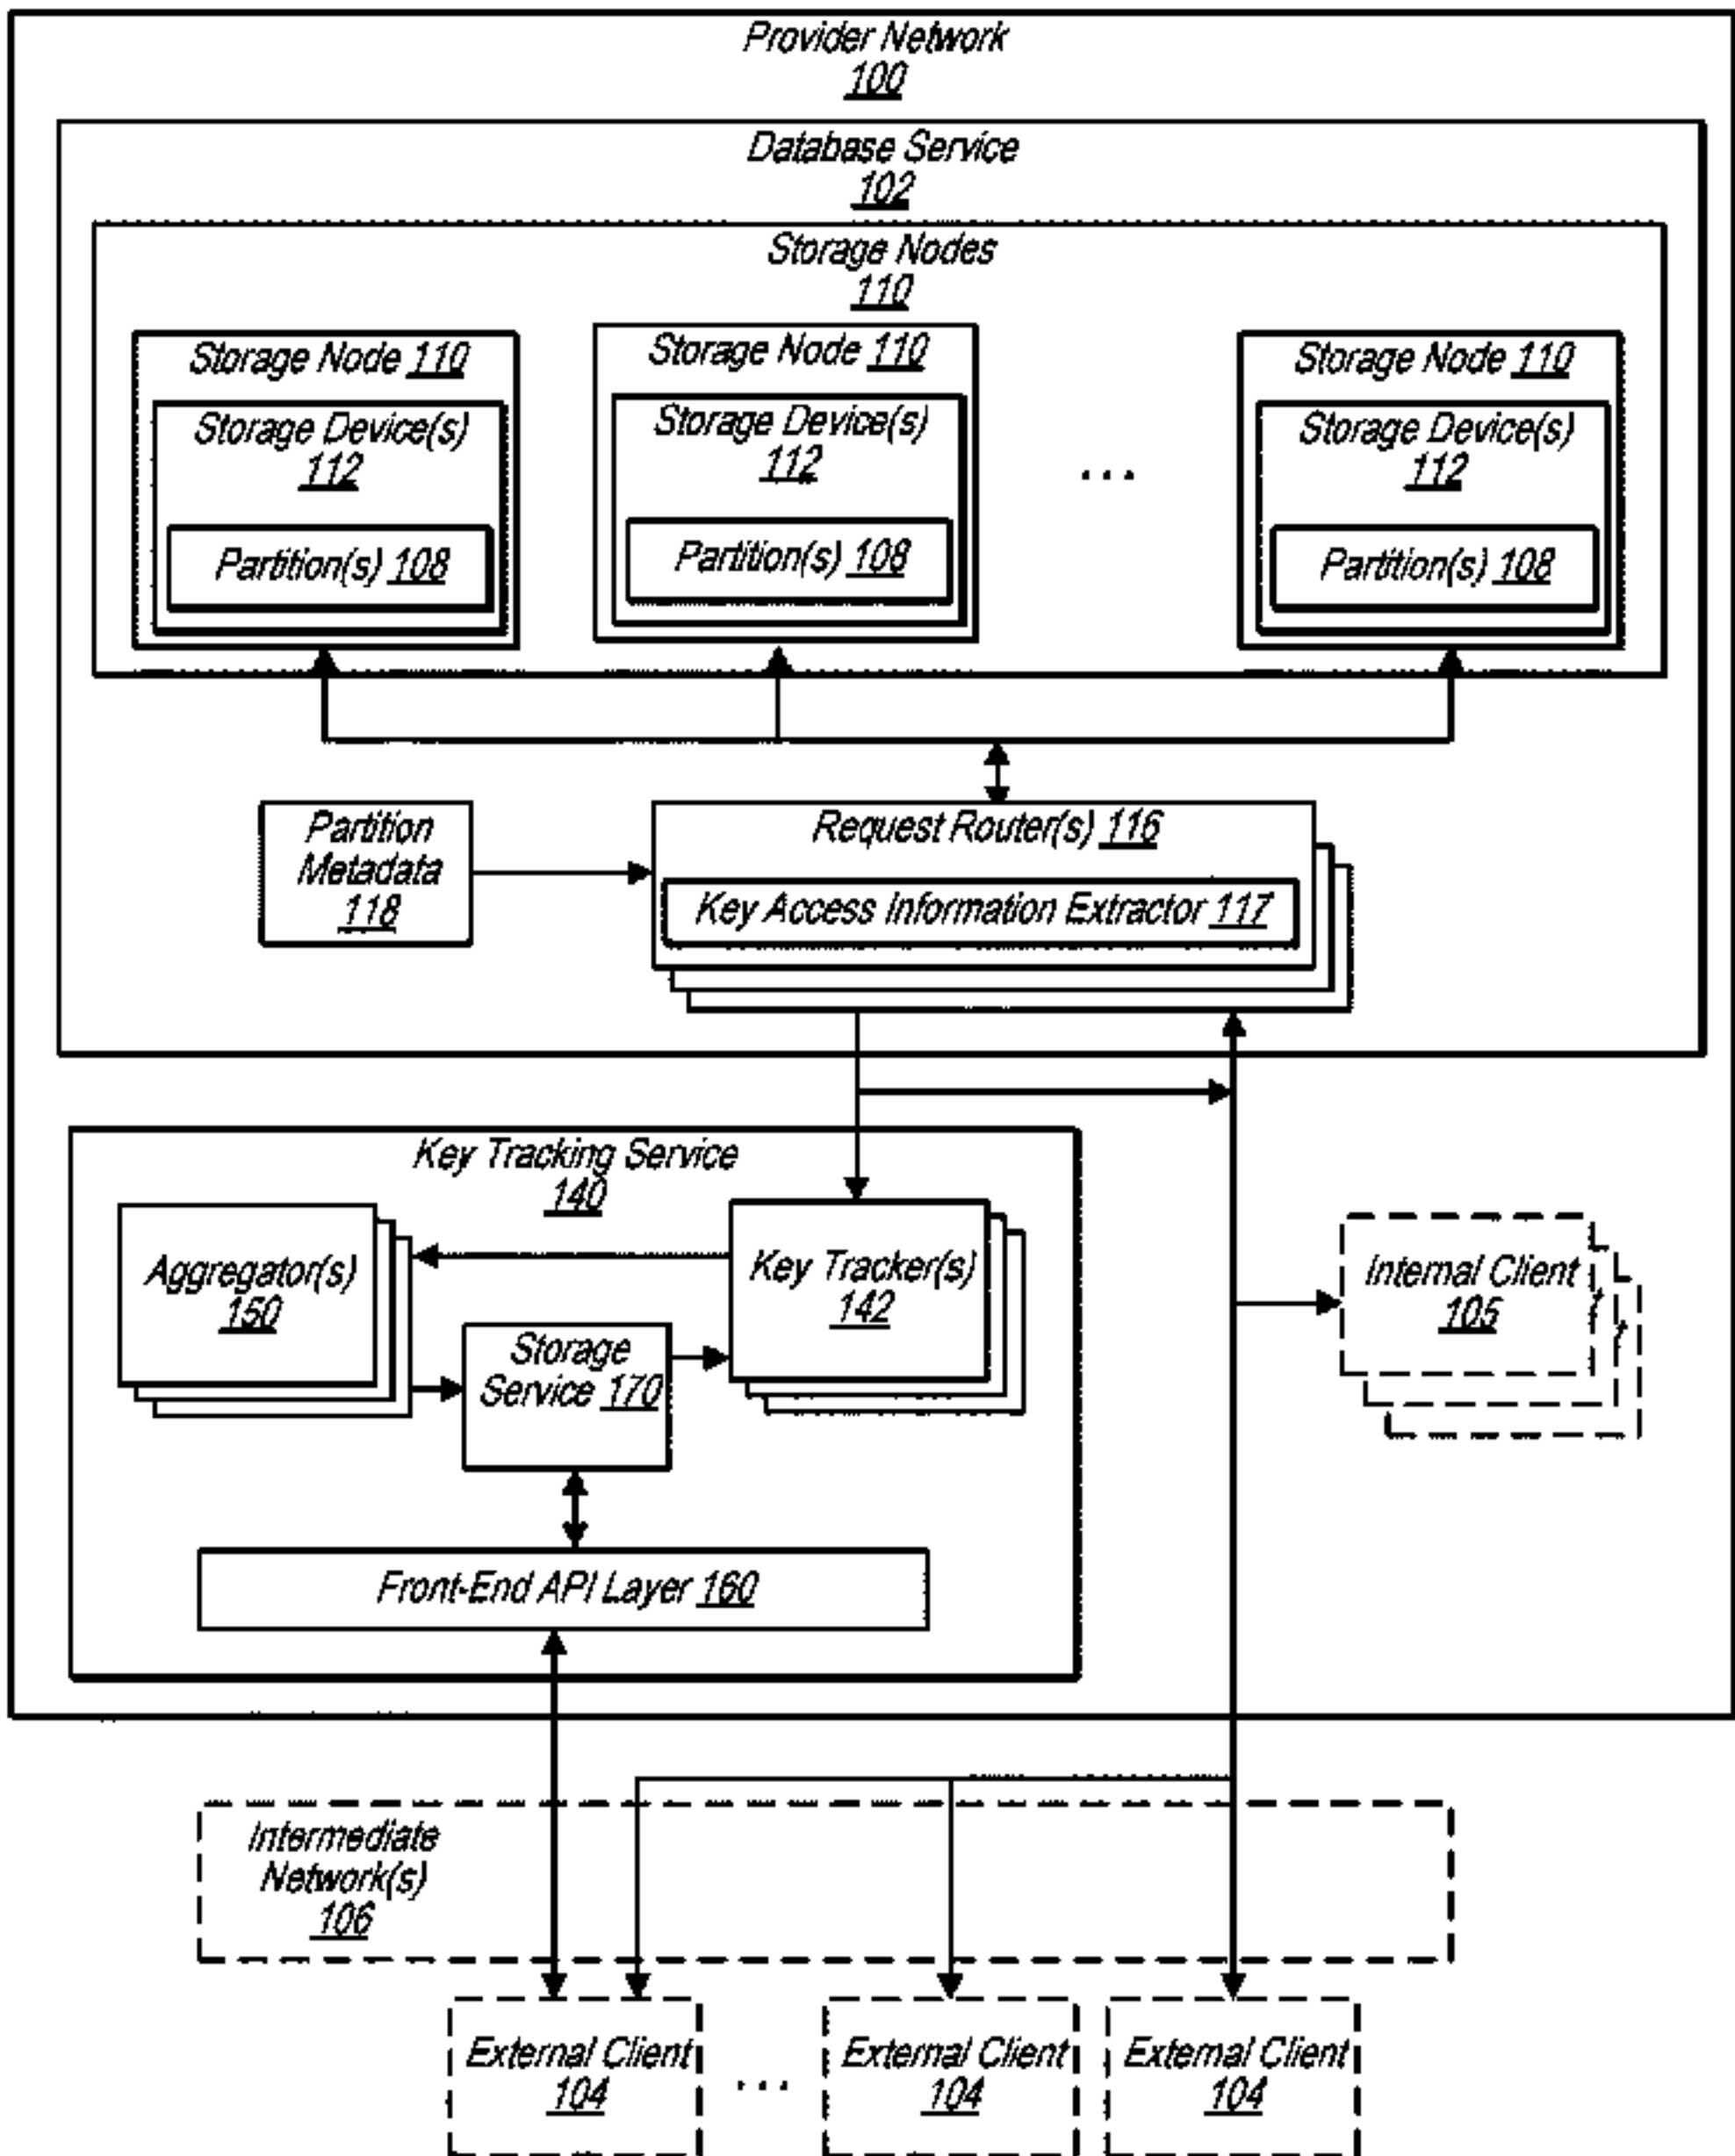 Provider Network
100
Database Service
102
Storage Nodes
110
Storage Node 110
Storage Device(s)
112
Partition(s) 108
Storage Node 110
Storage Device(s)
112
Partition(s) 108
...
Storage Node 110
Storage Device(s)
112
Partition(s) 108
Partition
Metadata
118
Request Router(s) 116
Key Access Information Extractor 117
Key Tracking Service
140
Aggregator(s)
150
Storage
Service 170
Key Tracker(s)
142
Internal Client
105
Front-End API Layer 160
Intermediate
Network(s)
106
External Client
104
...
External Client
104
External Client
104